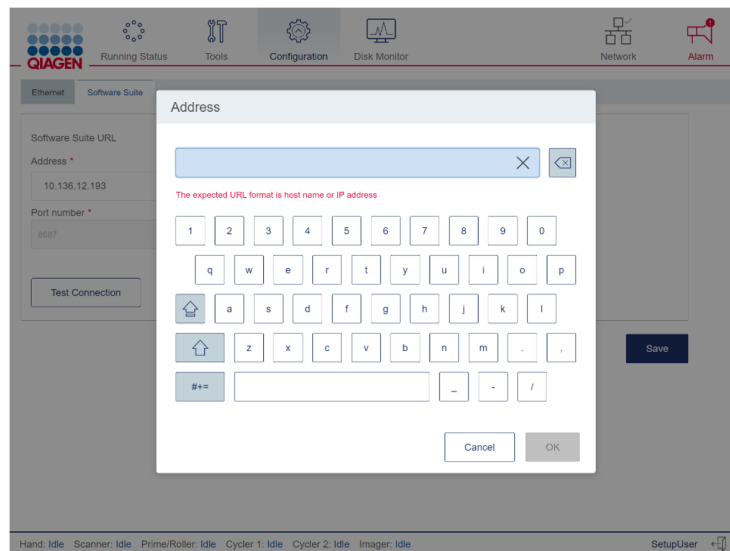 QIAGEN
Running Status
Tools
Configuration
Disk Monitor
Network
Alarm
Ethernet
Software Suite
Software Suite URL
Address *
10.136.12.193
Port number *
8687
Test Connection
Save
Address
The expected URL format is host name or IP address
1 2 3 4 5 6 7 8 9 0
q w e r t y u i o p
a s d f g h j k l
z x c v b n m . ,
#+= _ - /
Cancel OK
Hand: Idle Scanner: Idle Prime/Roller: Idle Cycler 1: Idle Cycler 2: Idle Imager: Idle SetupUser